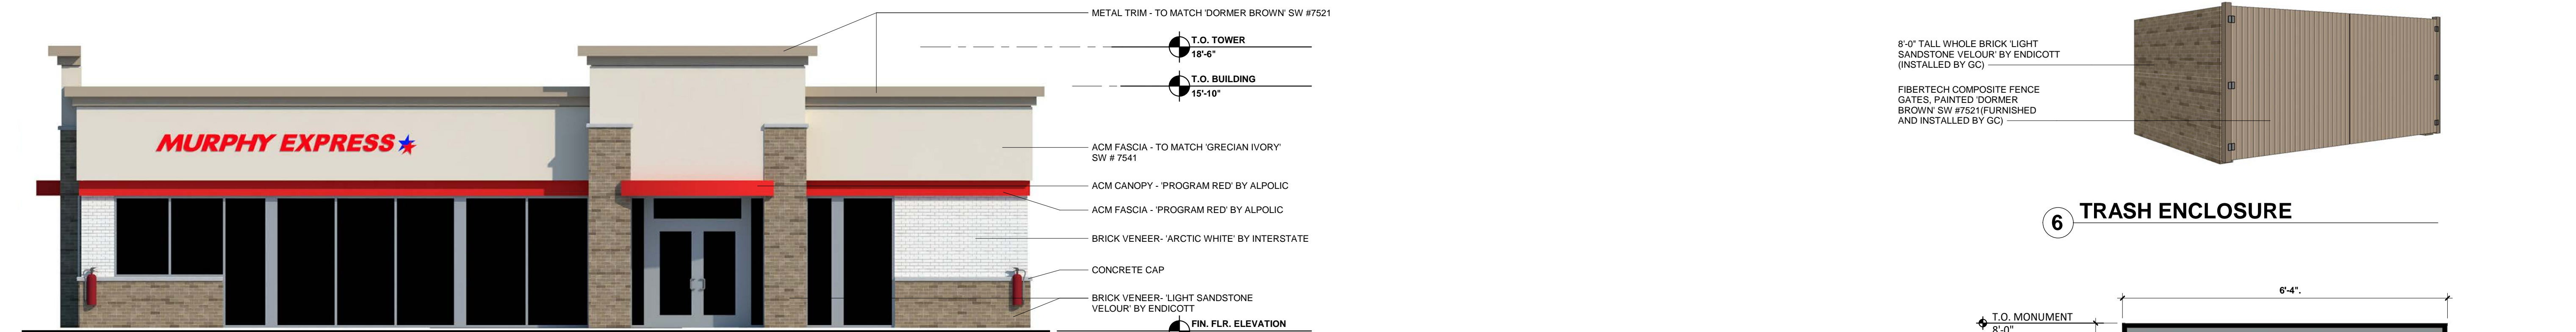 METAL TRIM - TO MATCH 'DORMER BROWN' SW #7521
T.O. TOWER
18'-6"
T.O. BUILDING
15'-10"
MURPHY EXPRESS
ACM FASCIA - TO MATCH 'GRECIAN IVORY'
SW # 7541
ACM CANOPY - 'PROGRAM RED' BY ALPOLIC
ACM FASCIA - 'PROGRAM RED' BY ALPOLIC
BRICK VENEER- 'ARCTIC WHITE' BY INTERSTATE
CONCRETE CAP
BRICK VENEER- 'LIGHT SANDSTONE
VELOUR' BY ENDICOTT
FIN. FLR. ELEVATION
8'-0" TALL WHOLE BRICK 'LIGHT
SANDSTONE VELOUR' BY ENDICOTT
(INSTALLED BY GC)
FIBERTECH COMPOSITE FENCE
GATES, PAINTED 'DORMER
BROWN' SW #7521(FURNISHED
AND INSTALLED BY GC)
6 TRASH ENCLOSURE
6'-4".
T.O. MONUMENT
8'-0"